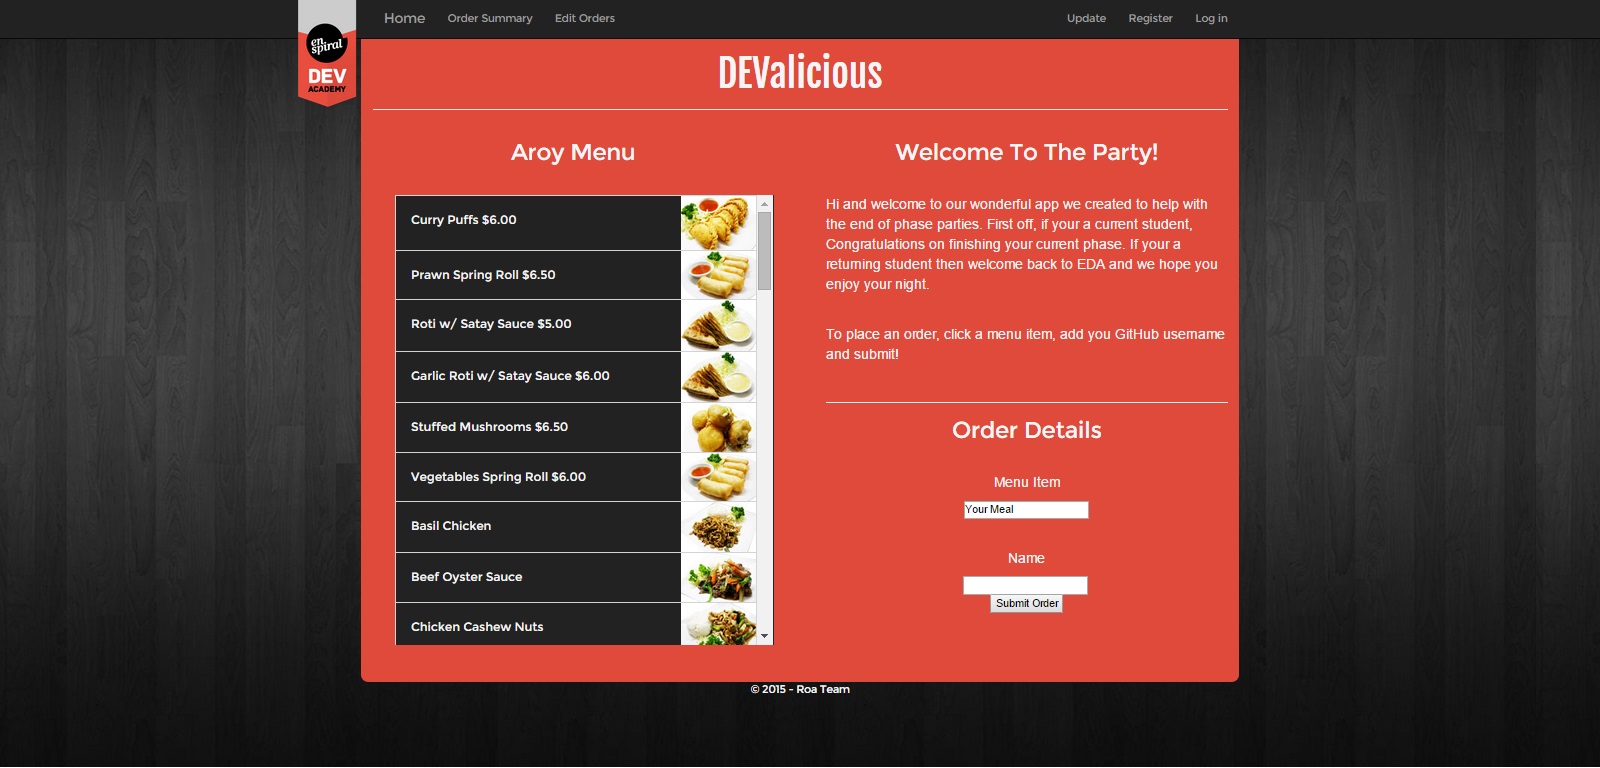 Home Order Summary Edit Orders Update Register Log in
en
spiral
DEV
ACADEMY
DEValicious
Aroy Menu
Curry Puffs $6.00
Prawn Spring Roll $6.50
Roti w/ Satay Sauce $5.00
Garlic Roti w/ Satay Sauce $6.00
Stuffed Mushrooms $6.50
Vegetables Spring Roll $6.00
Basil Chicken
Beef Oyster Sauce
Chicken Cashew Nuts
Welcome To The Party!
Hi and welcome to our wonderful app we created to help with
the end of phase parties. First off, if your a current student,
Congratulations on finishing your current phase. If your a
returning student then welcome back to EDA and we hope you
enjoy your night.
To place an order, click a menu item, add you GitHub username
and submit!
Order Details
Menu Item
Your Meal
Name
Submit Order
© 2015 - Roa Team